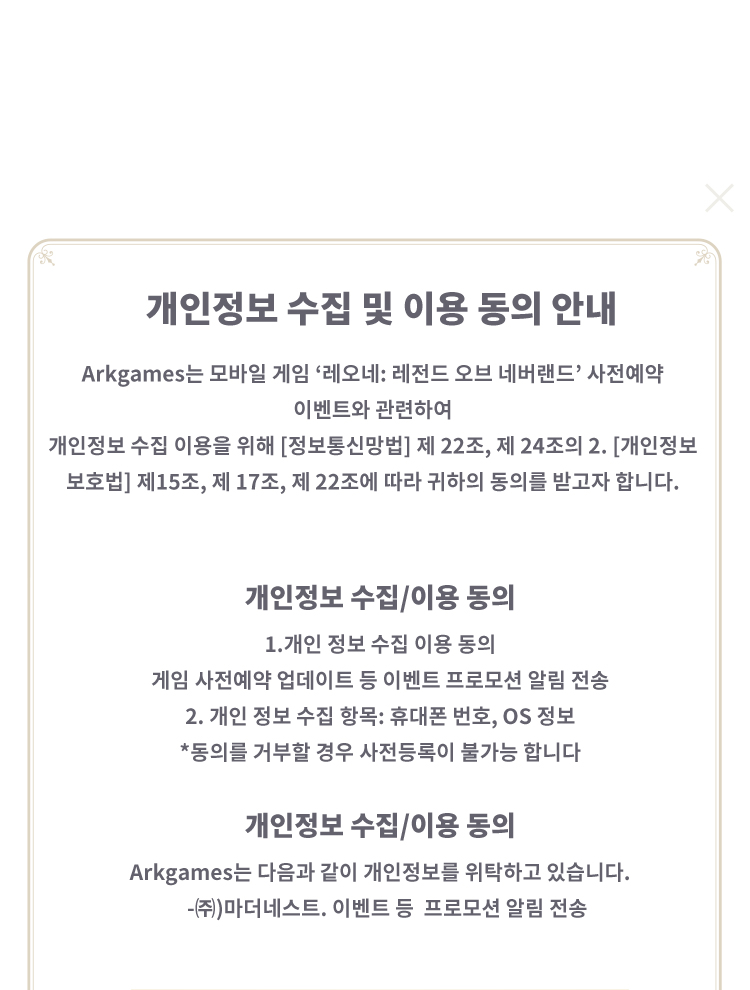 개인정보 수집 및 이용 동의 안내
Arkgames는 모바일 게임 ‘레오네: 레전드 오브 네버랜드’ 사전예약
이벤트와 관련하여
개인정보 수집 이용을 위해 [정보통신망법] 제 22조, 제 24조의 2. [개인정보
보호법] 제15조, 제 17조, 제 22조에 따라 귀하의 동의를 받고자 합니다.
개인정보 수집/이용 동의
1.개인 정보 수집 이용 동의
게임 사전예약 업데이트 등 이벤트 프로모션 알림 전송
2. 개인 정보 수집 항목: 휴대폰 번호, OS 정보
*동의를 거부할 경우 사전등록이 불가능 합니다
개인정보 수집/이용 동의
Arkgames는 다음과 같이 개인정보를 위탁하고 있습니다.
-㈜)마더네스트. 이벤트 등 프로모션 알림 전송